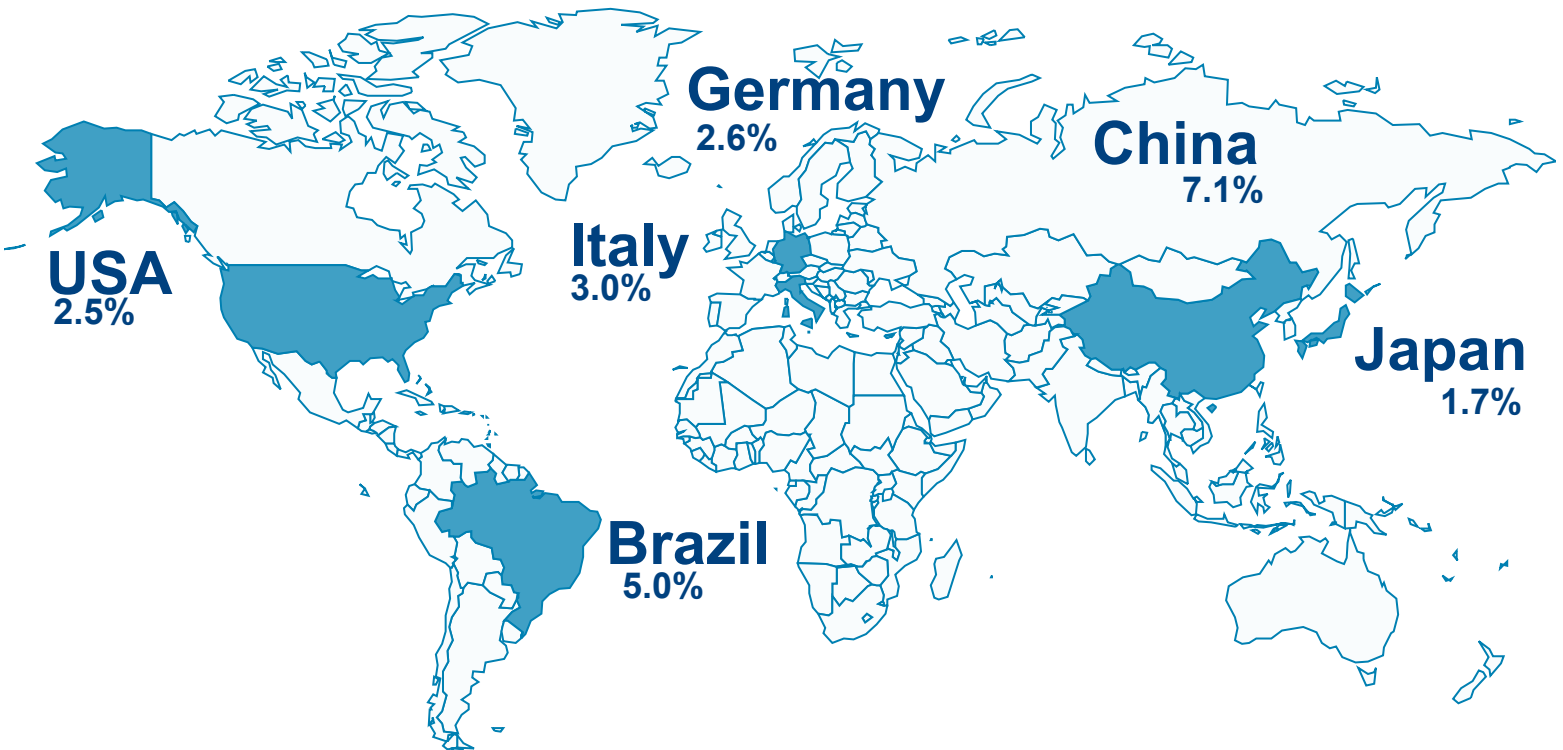 Germany
2.6%
China
7.1%
Italy
3.0%
USA
2.5%
Japan
1.7%
Brazil
5.0%